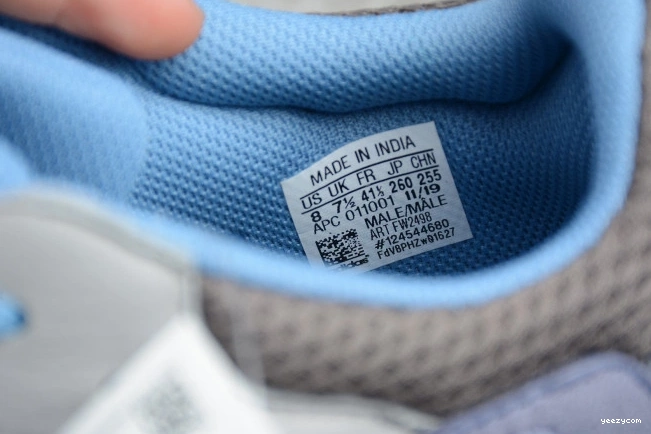 MADE IN INDIA
US UK FR JP CHN
8 7½ 41⅓ 260 255
APC 011001 11/19
MALE/MÂLE
ART FW2498
#124544680
FdVBPHZwQ1627
yeezycom